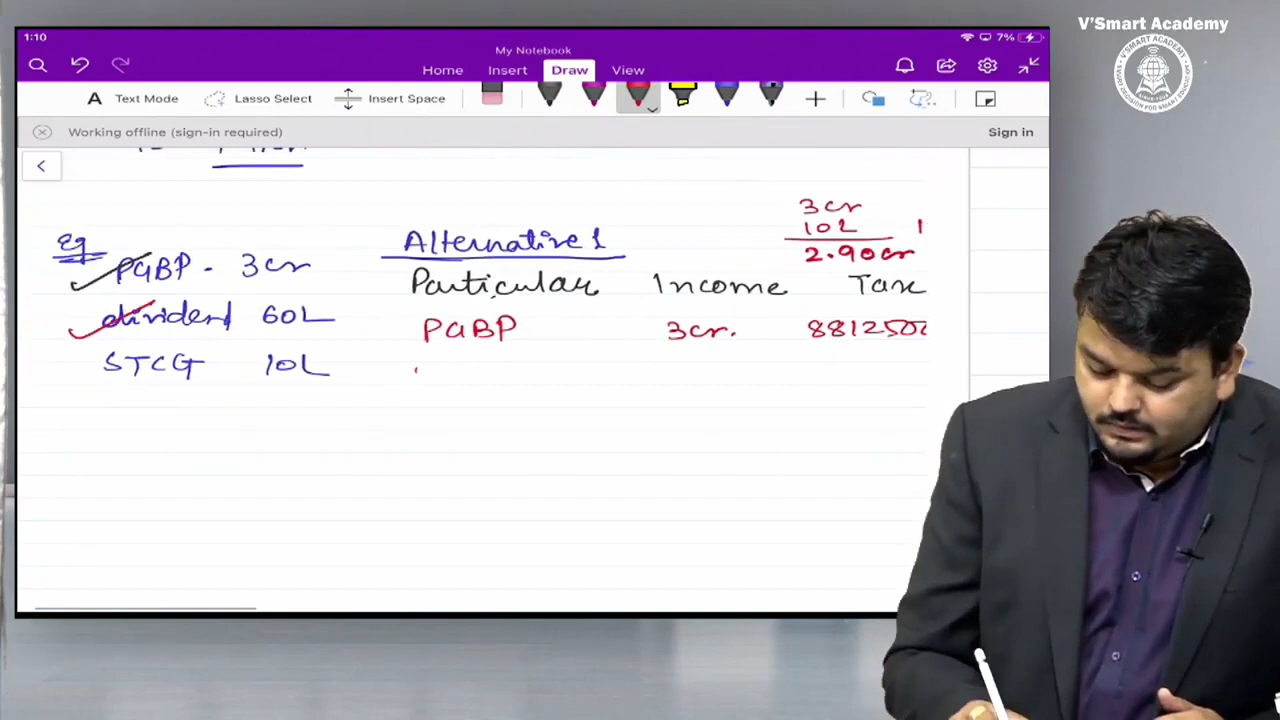 V'Smart Academy
1:10
7%
My Notebook
Home Insert Draw View
A Text Mode Lasso Select Insert Space
Working offline (sign-in required) Sign in
Eg
PGBP - 3cr
dividend 60L
STCG 10L
Alternative 1
3cr
10L
2.90cr
Particular Income Tax
PGBP 3cr. 881250